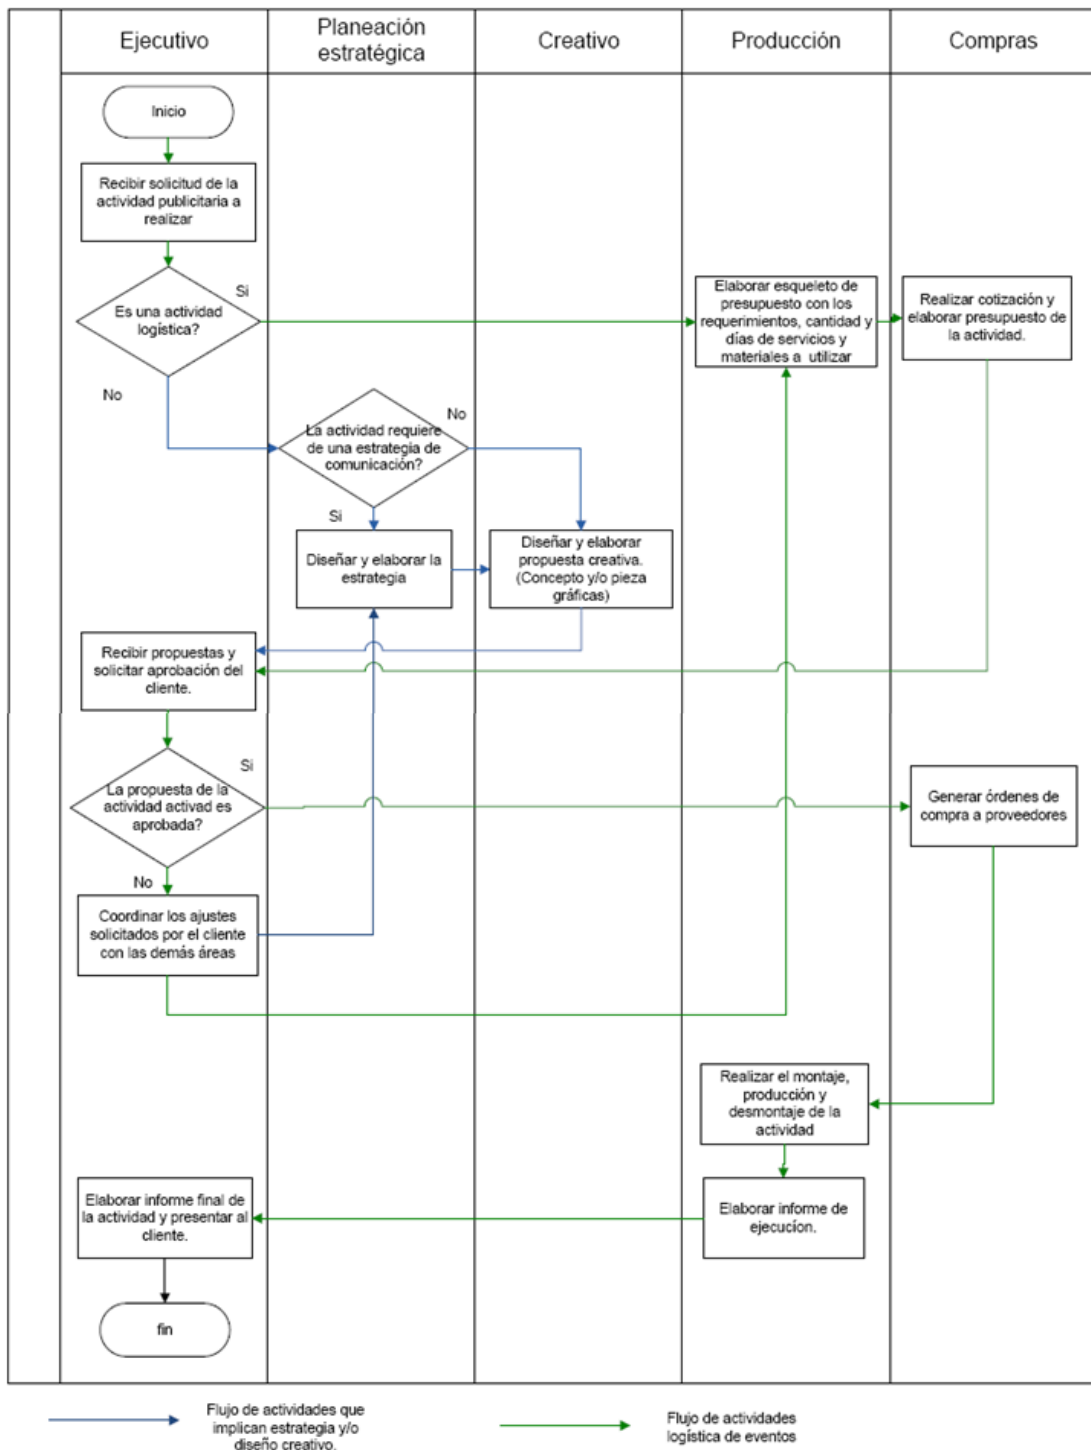 Ejecutivo
Planeación
estratégica
Creativo
Producción
Compras
Inicio
Recibir solicitud de la
actividad publicitaria a
realizar
Si
Es una actividad
logística?
Elaborar esqueleto de
presupuesto con los
requerimientos, cantidad y
días de servicios y
materiales a utilizar
Realizar cotización y
elaborar presupuesto de
la actividad.
No
No
La actividad requiere
de una estrategia de
comunicación?
Si
Diseñar y elaborar la
estrategia
Diseñar y elaborar
propuesta creativa.
(Concepto y/o pieza
gráficas)
Recibir propuestas y
solicitar aprobación del
cliente.
Si
La propuesta de la
actividad activad es
aprobada?
Generar órdenes de
compra a proveedores
No
Coordinar los ajustes
solicitados por el cliente
con las demás áreas
Realizar el montaje,
producción y
desmontaje de la
actividad
Elaborar informe final de
la actividad y presentar al
cliente.
Elaborar informe de
ejecucíon.
fin
Flujo de actividades que
implican estrategia y/o
diseño creativo.
Flujo de actividades
logística de eventos